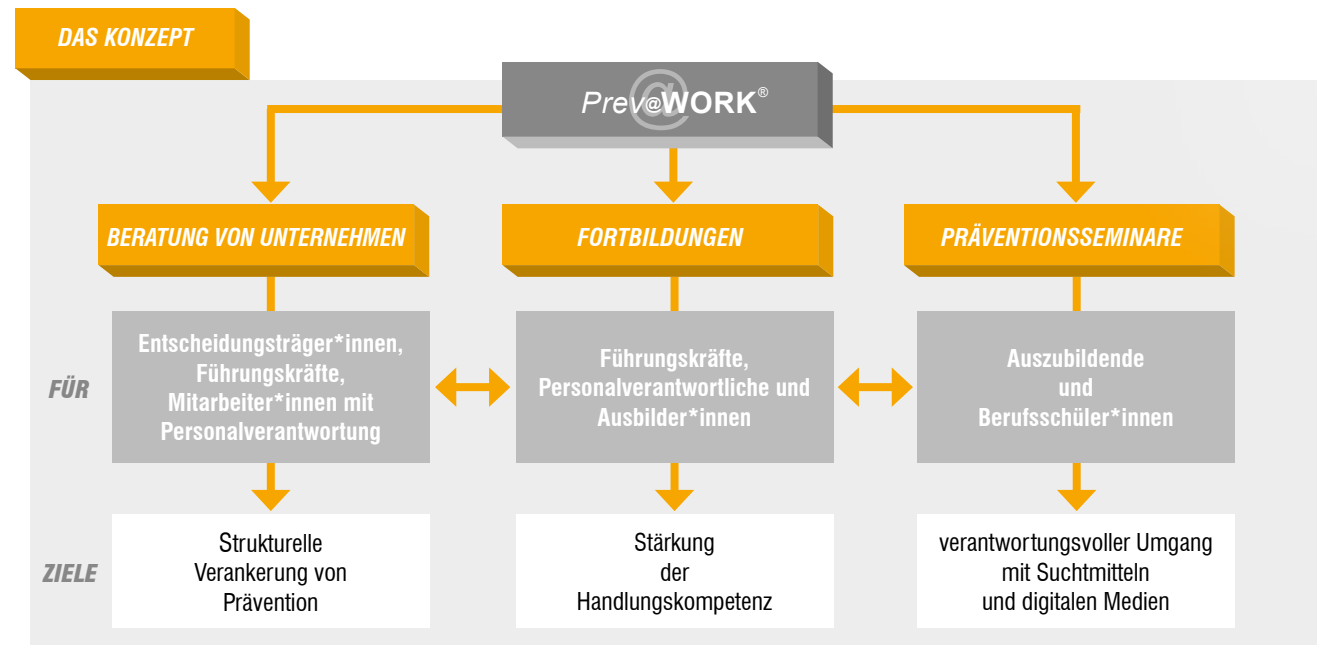 DAS KONZEPT
Prev@WORK®
BERATUNG VON UNTERNEHMEN
FORTBILDUNGEN
PRÄVENTIONSSEMINARE
FÜR
Entscheidungsträger*innen,
Führungskräfte,
Mitarbeiter*innen mit
Personalverantwortung
Führungskräfte,
Personalverantwortliche und
Ausbilder*innen
Auszubildende
und
Berufsschüler*innen
ZIELE
Strukturelle
Verankerung von
Prävention
Stärkung
der
Handlungskompetenz
verantwortungsvoller Umgang
mit Suchtmitteln
und digitalen Medien